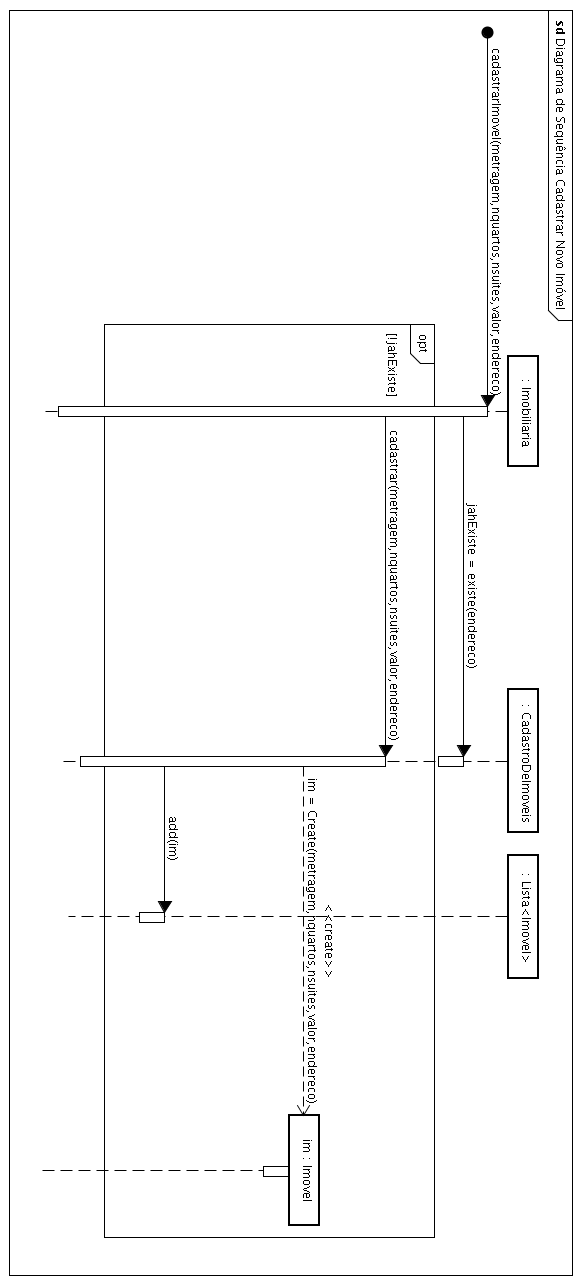 sd Diagrama de Sequência Cadastrar Novo Imóvel
: Imobiliaria
: CadastroDeImoveis
: Lista<Imovel>
cadastrarImovel(metragem,nquartos,nsuites,valor,endereco)
jahExiste = existe(endereco)
opt
[!jahExiste]
cadastrar(metragem,nquartos,nsuites,valor,endereco)
< <create> >
im = Create(metragem,nquartos,nsuites,valor,endereco)
im : Imovel
add(im)